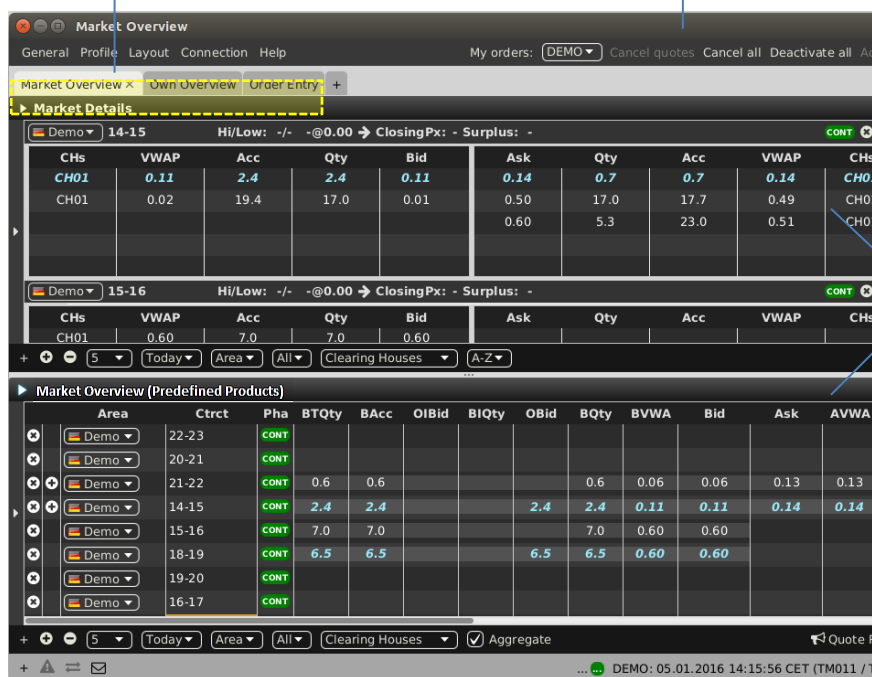 Market Overview
General Profile Layout Connection Help My orders: DEMO Cancel quotes Cancel all Deactivate all
Market Overview × Own Overview Order Entry +
Market Details
Demo 14-15 Hi/Low: -/- -@0.00 ClosingPx: - Surplus: - CONT
CHs VWAP Acc Qty Bid Ask Qty Acc VWAP CHs
CH01 0.11 2.4 2.4 0.11 0.14 0.7 0.7 0.14
CH01 0.02 19.4 17.0 0.01 0.50 17.0 17.7 0.49
0.60 5.3 23.0 0.51
Demo 15-16 Hi/Low: -/- -@0.00 ClosingPx: - Surplus: - CONT
CHs VWAP Acc Qty Bid Ask Qty Acc VWAP CHs
CH01 0.60 7.0 7.0 0.60
+ 5 Today Area All Clearing Houses A-Z
Market Overview (Predefined Products)
Area Ctrct Pha BTQty BAcc OIBid BIQty OBid BQty BVWA Bid Ask AVWA
Demo 22-23 CONT
Demo 20-21 CONT
Demo 21-22 CONT 0.6 0.6 0.6 0.06 0.06 0.13 0.13
Demo 14-15 CONT 2.4 2.4 2.4 2.4 0.11 0.11 0.14 0.14
Demo 15-16 CONT 7.0 7.0 7.0 0.60 0.60
Demo 18-19 CONT 6.5 6.5 6.5 6.5 0.60 0.60
Demo 19-20 CONT
Demo 16-17 CONT
+ 5 Today Area All Clearing Houses Aggregate Quote
+ ... DEMO: 05.01.2016 14:15:56 CET (TM011 /